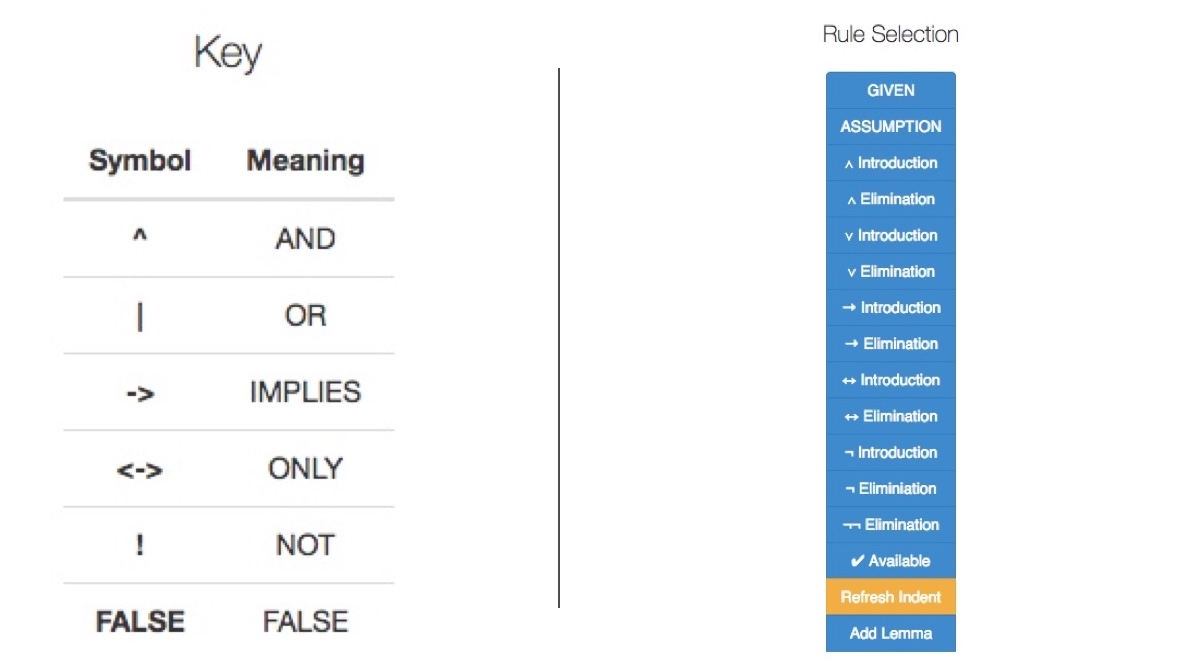 Key
Symbol Meaning
^ AND
| OR
-> IMPLIES
<-> ONLY
! NOT
FALSE FALSE
Rule Selection
GIVEN
ASSUMPTION
∧ Introduction
∧ Elimination
∨ Introduction
∨ Elimination
→ Introduction
→ Elimination
↔ Introduction
↔ Elimination
¬ Introduction
¬ Eliminiation
¬¬ Elimination
✔ Available
Refresh Indent
Add Lemma